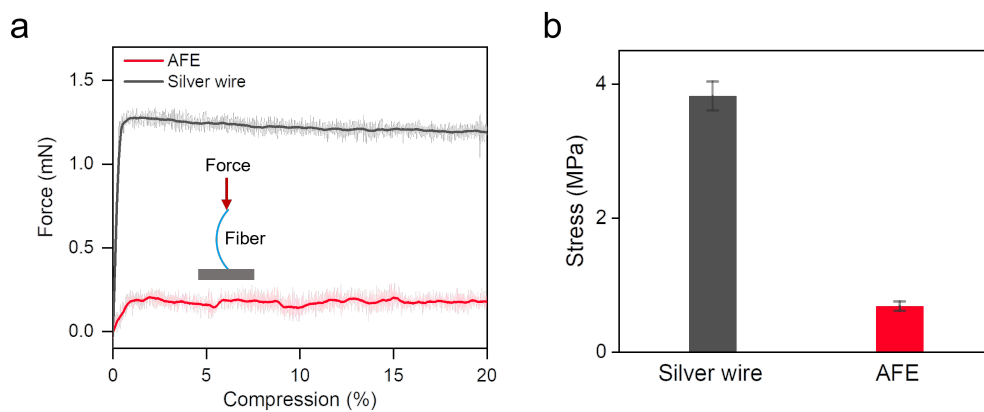 a
AFE
Silver wire
Force (mN)
1.5
1.0
0.5
0.0
Force
Fiber
0 5 10 15 20
Compression (%)
b
Stress (MPa)
4
2
0
Silver wire AFE